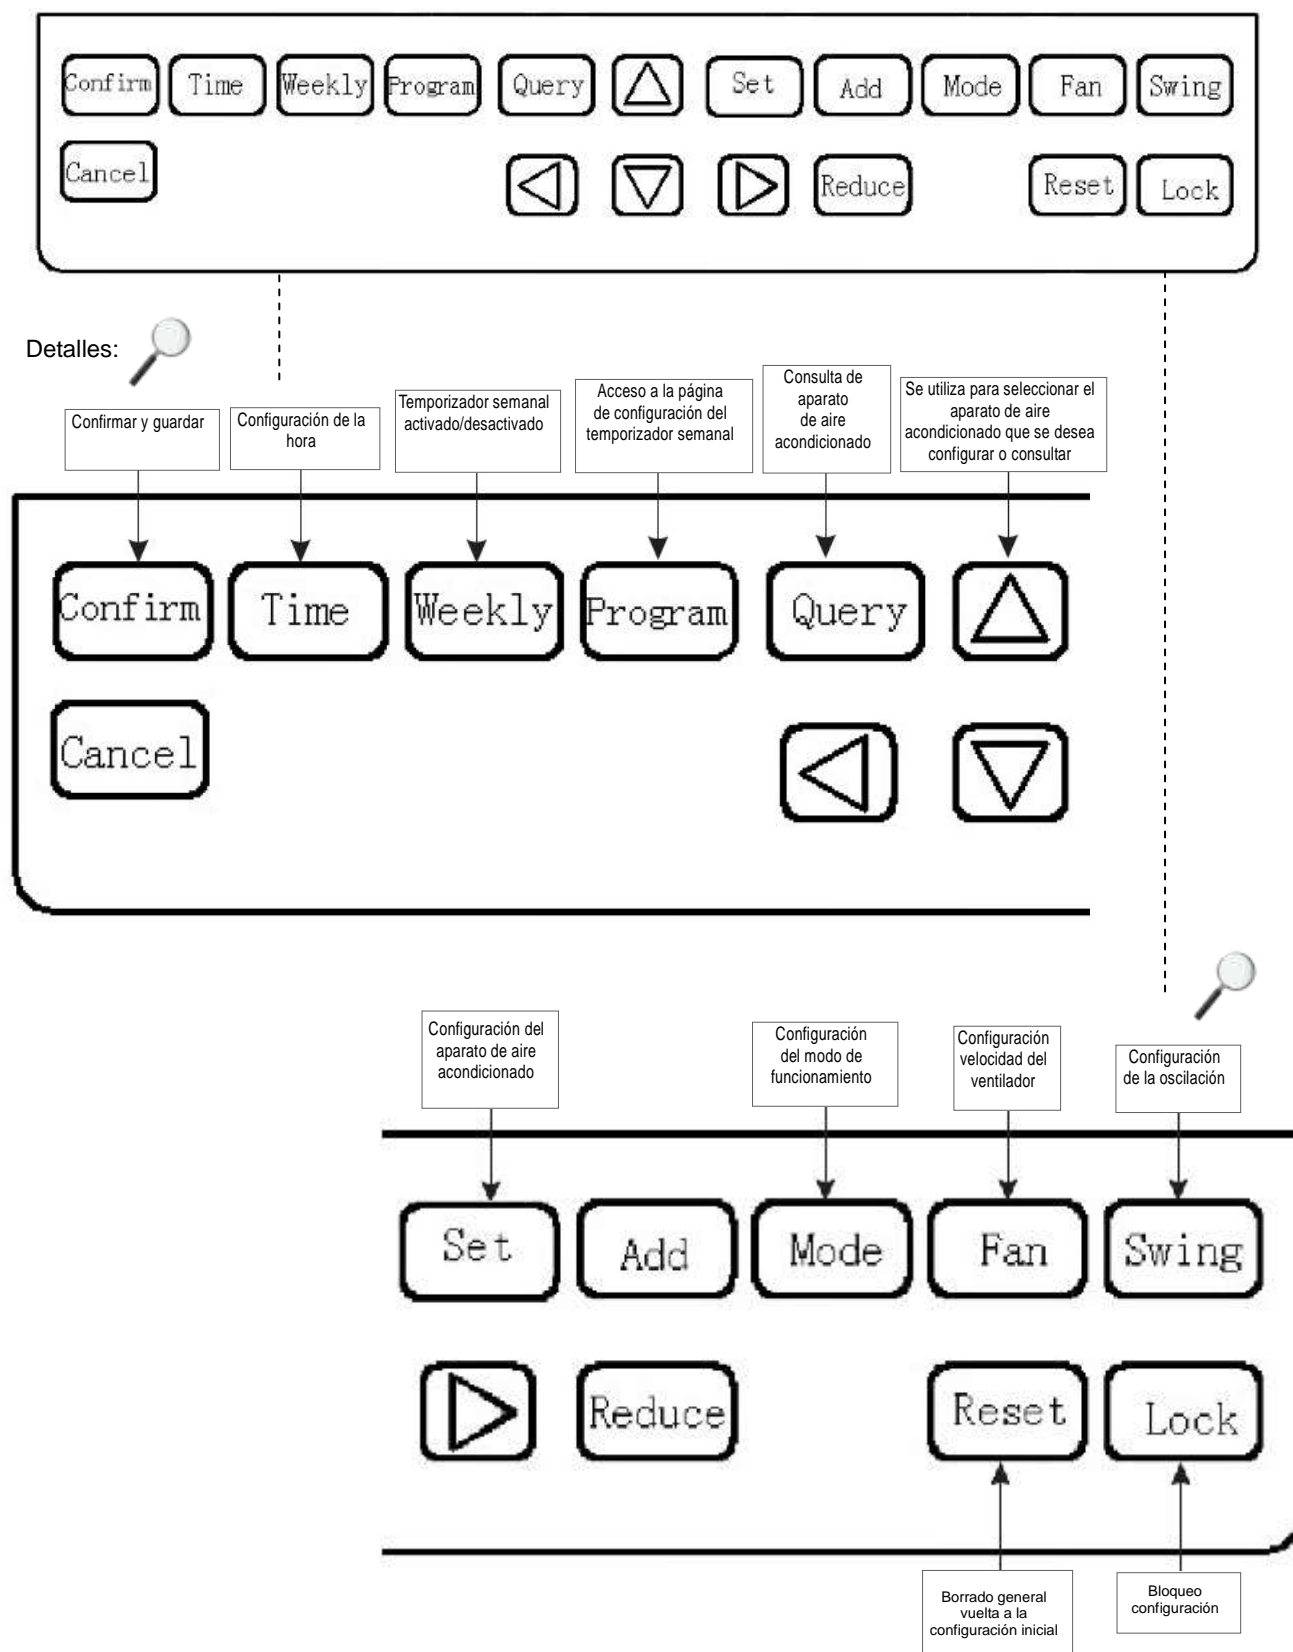 Confirm Time Weekly Program Query Set Add Mode Fan Swing
Cancel Reduce Reset Lock
Detalles:
Confirmar y guardar
Configuración de la
hora
Temporizador semanal
activado/desactivado
Acceso a la página
de configuración del
temporizador semanal
Consulta de
aparato
de aire
acondicionado
Se utiliza para seleccionar el
aparato de aire
acondicionado que se desea
configurar o consultar
Confirm Time Weekly Program Query
Cancel
Configuración del
aparato de aire
acondicionado
Configuración
del modo de
funcionamiento
Configuración
velocidad del
ventilador
Configuración
de la oscilación
Set Add Mode Fan Swing
Reduce Reset Lock
Borrado general
vuelta a la
configuración inicial
Bloqueo
configuración